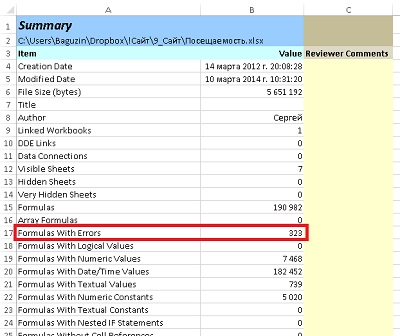 A B C
1 Summary
2 C:\Users\Baguzin\Dropbox\!Сайт\9_Сайт\Посещаемость.xlsx
3 Item Value Reviewer Comments
4 Creation Date 14 марта 2012 г. 20:08:28
5 Modified Date 10 марта 2014 г. 10:31:20
6 File Size (bytes) 5 651 192
7 Title
8 Author Сергей
9 Linked Workbooks 1
10 DDE Links 0
11 Data Connections 0
12 Visible Sheets 7
13 Hidden Sheets 0
14 Very Hidden Sheets 0
15 Formulas 190 982
16 Array Formulas 0
17 Formulas With Errors 323
18 Formulas With Logical Values 0
19 Formulas With Numeric Values 7 468
20 Formulas With Date/Time Values 182 452
21 Formulas With Textual Values 739
22 Formulas With Numeric Constants 5 020
23 Formulas With Textual Constants 0
24 Formulas With Nested IF Statements 0
25 Formulas Without Cell References 0